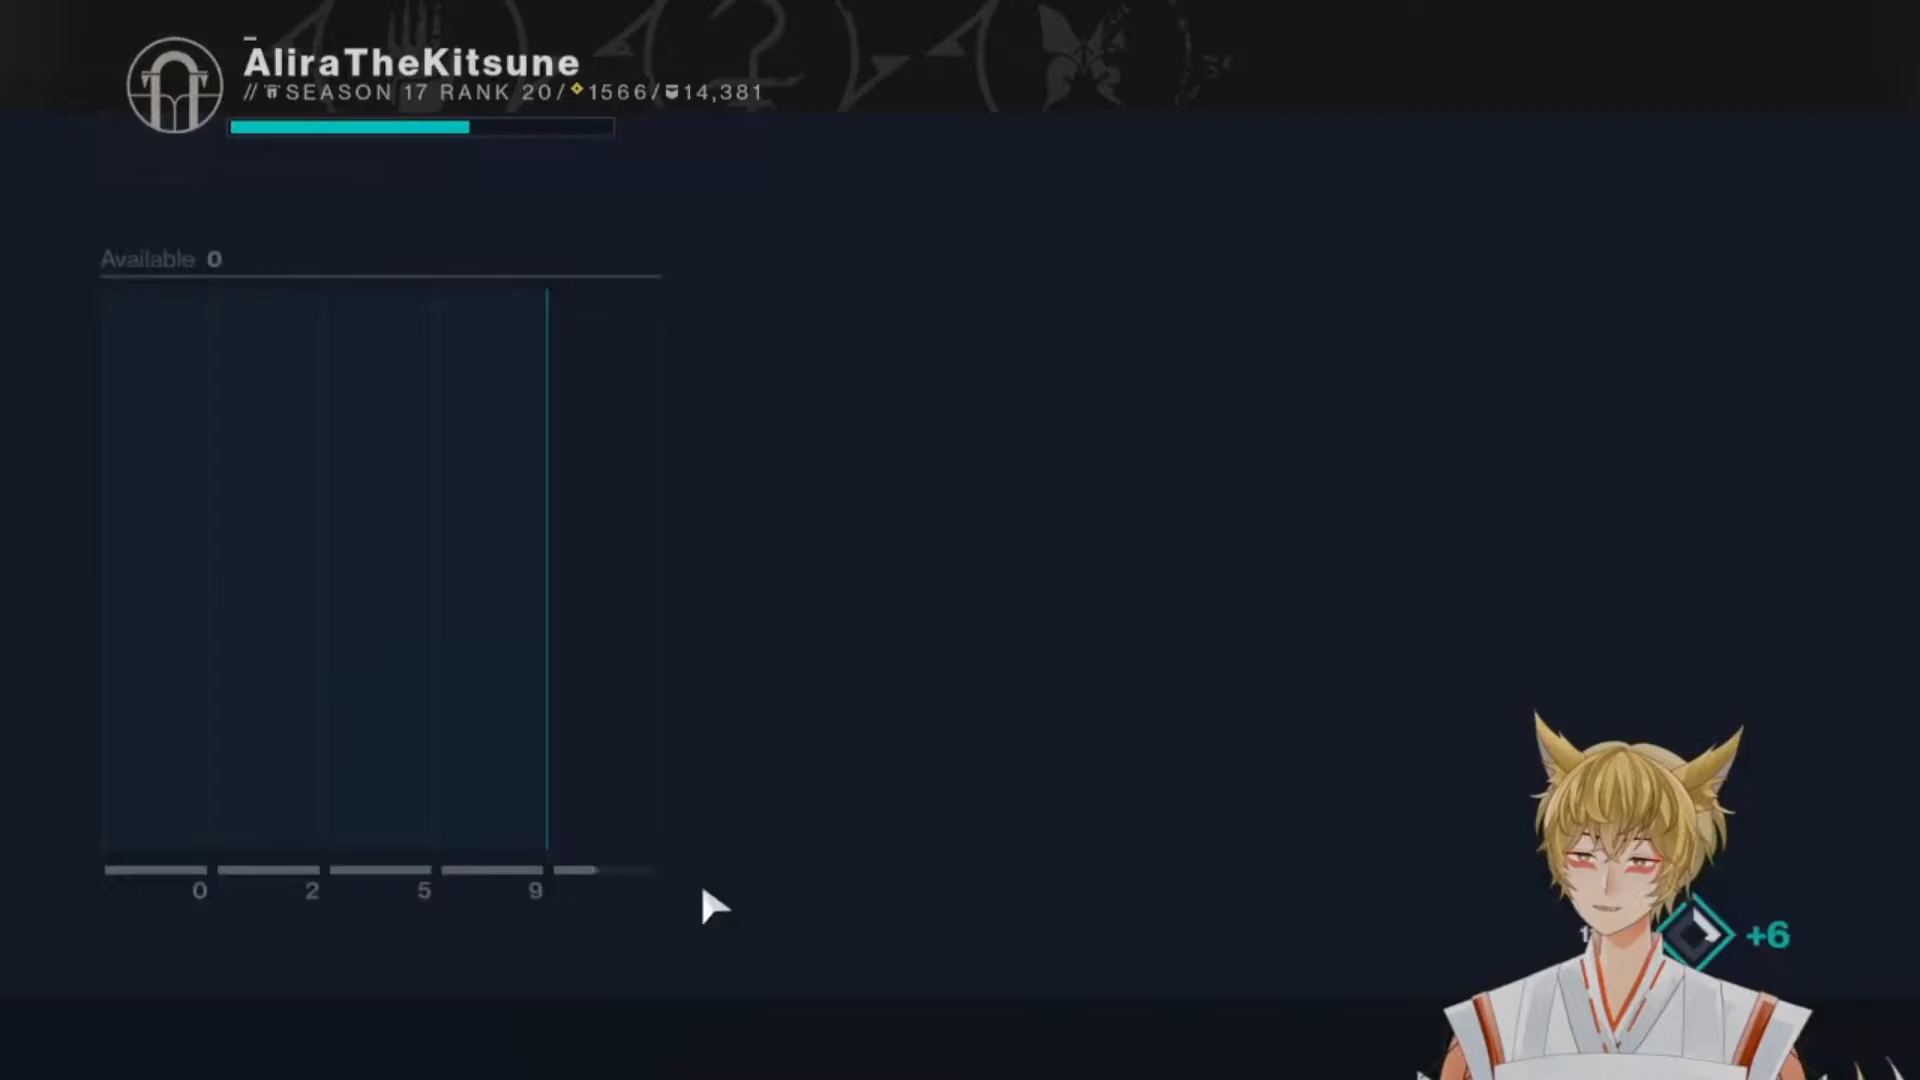 AliraTheKitsune
// SEASON 17 RANK 20/1566/14,381
Available 0
0 2 5 9
+6